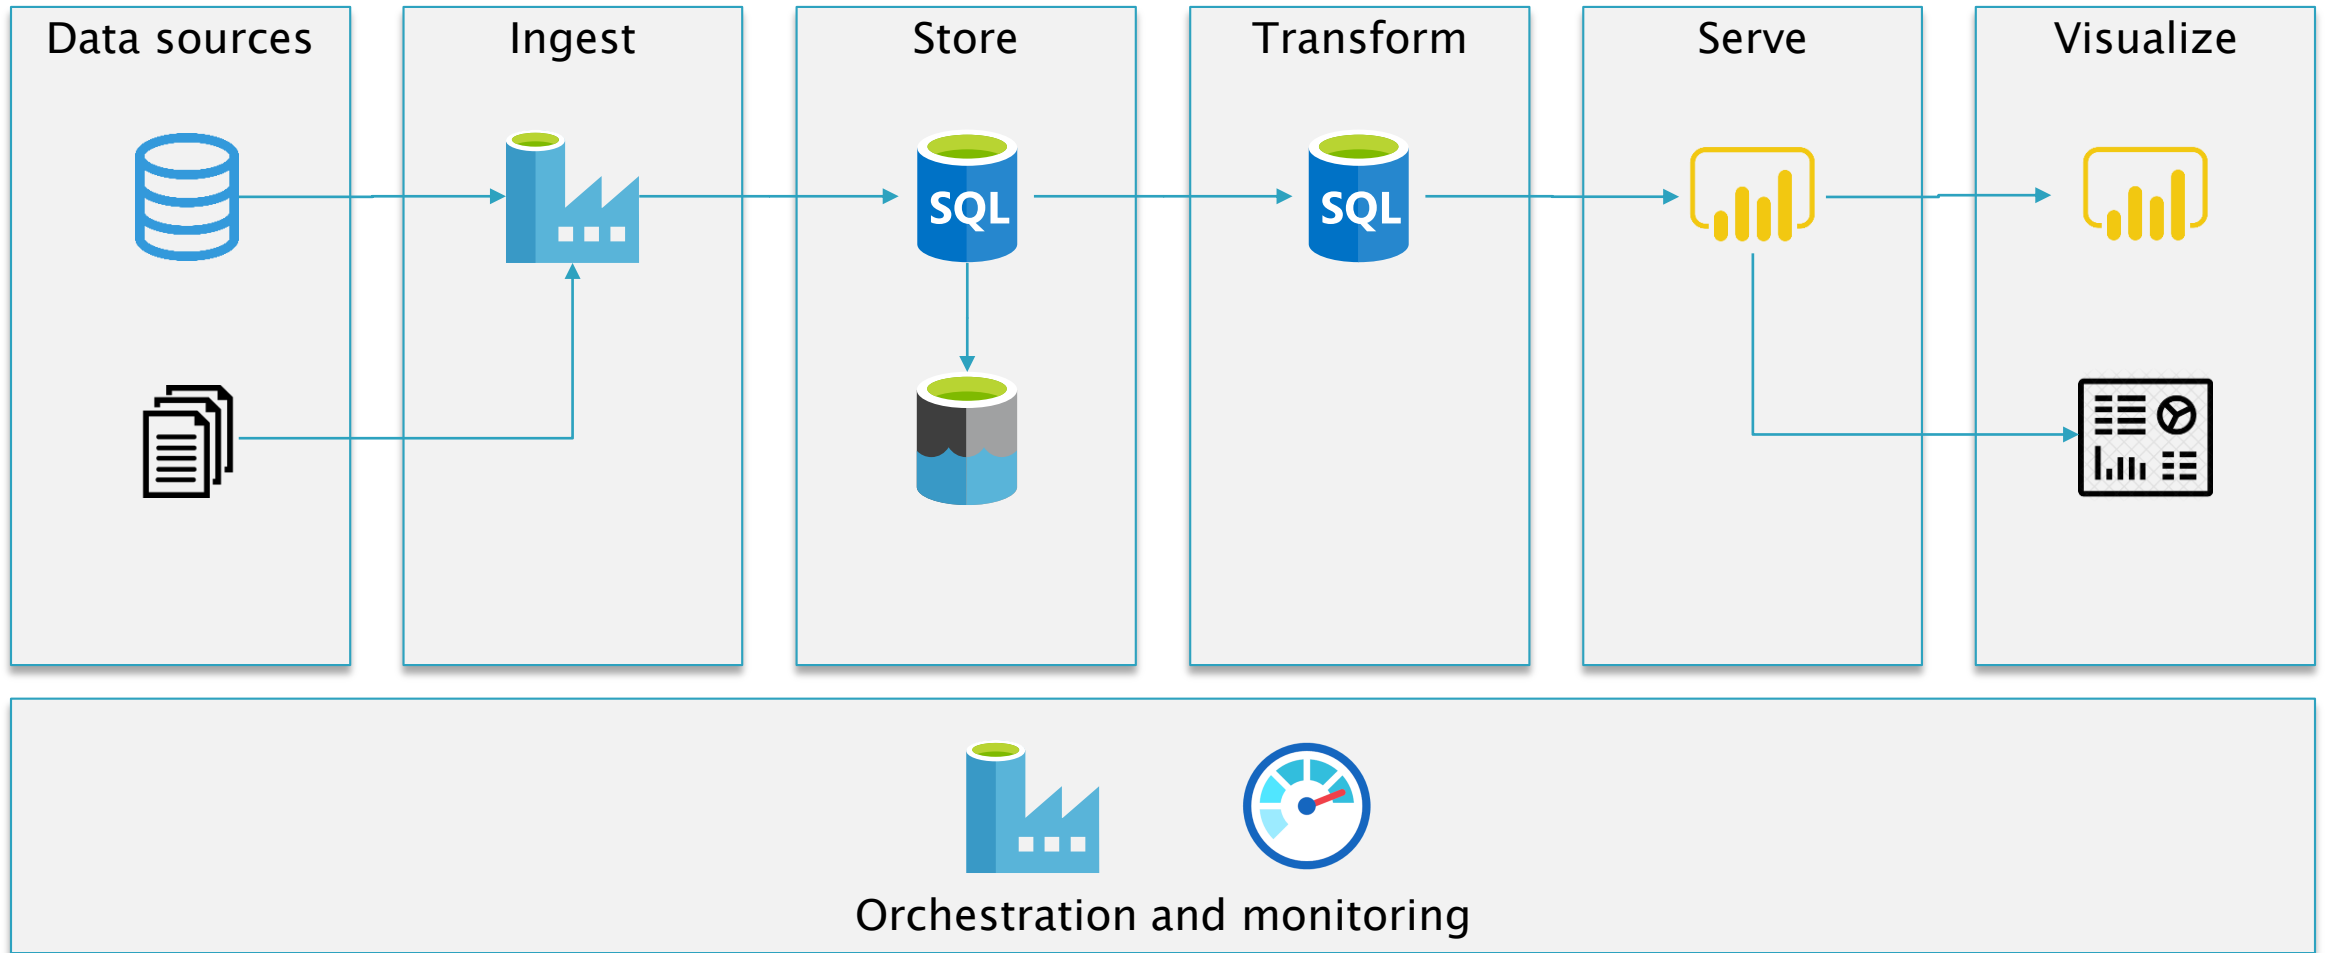 Data sources
Ingest
Store
Transform
Serve
Visualize
SQL
SQL
Orchestration and monitoring